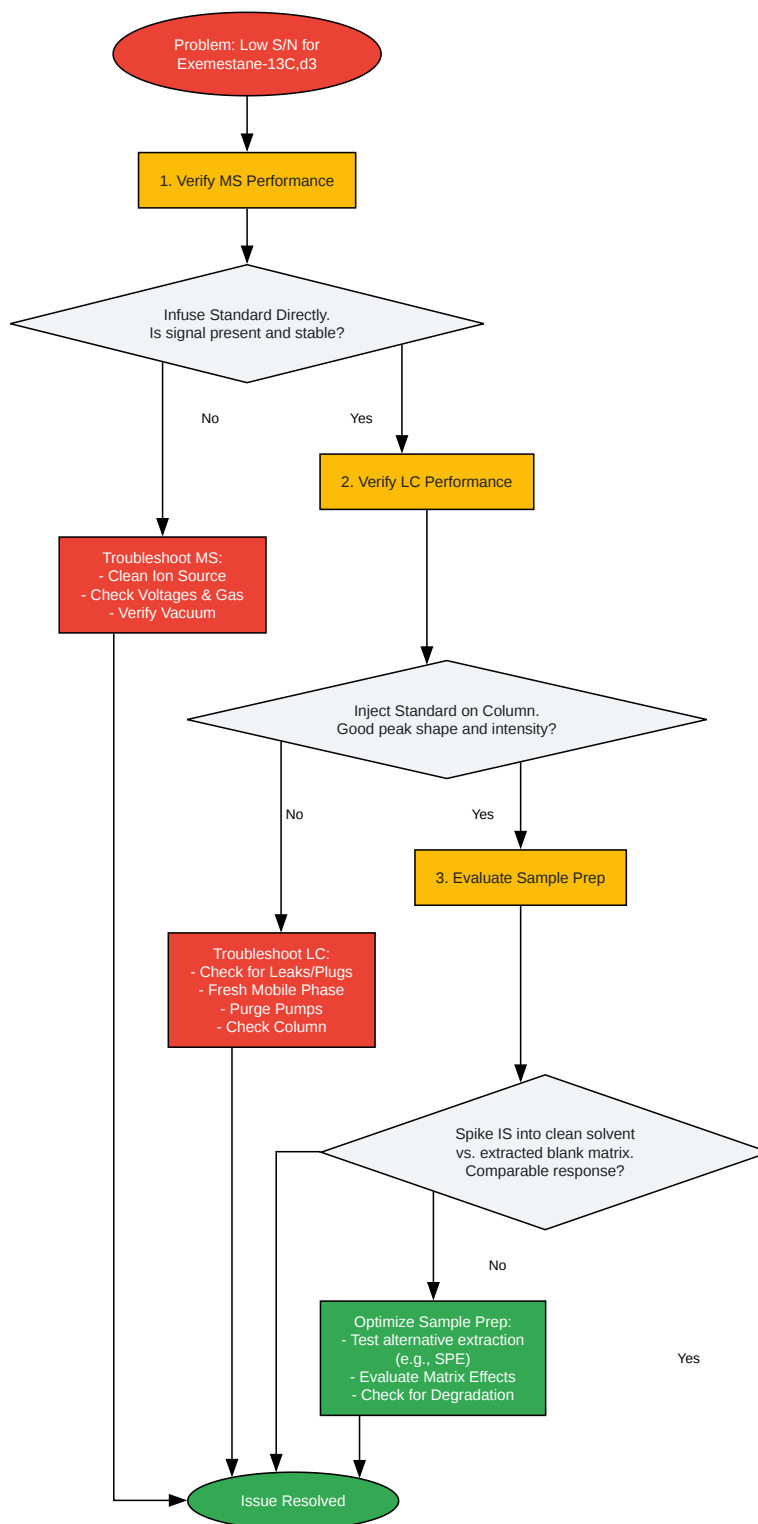 Problem: Low S/N for
Exemestane-13C,d3
1. Verify MS Performance
Infuse Standard Directly.
Is signal present and stable?
No
Yes
2. Verify LC Performance
Troubleshoot MS:
- Clean Ion Source
- Check Voltages & Gas
- Verify Vacuum
Inject Standard on Column.
Good peak shape and intensity?
No
Yes
3. Evaluate Sample Prep
Troubleshoot LC:
- Check for Leaks/Plugs
- Fresh Mobile Phase
- Purge Pumps
- Check Column
Spike IS into clean solvent
vs. extracted blank matrix.
Comparable response?
No
Optimize Sample Prep:
- Test alternative extraction
(e.g., SPE)
- Evaluate Matrix Effects
- Check for Degradation
Yes
Issue Resolved